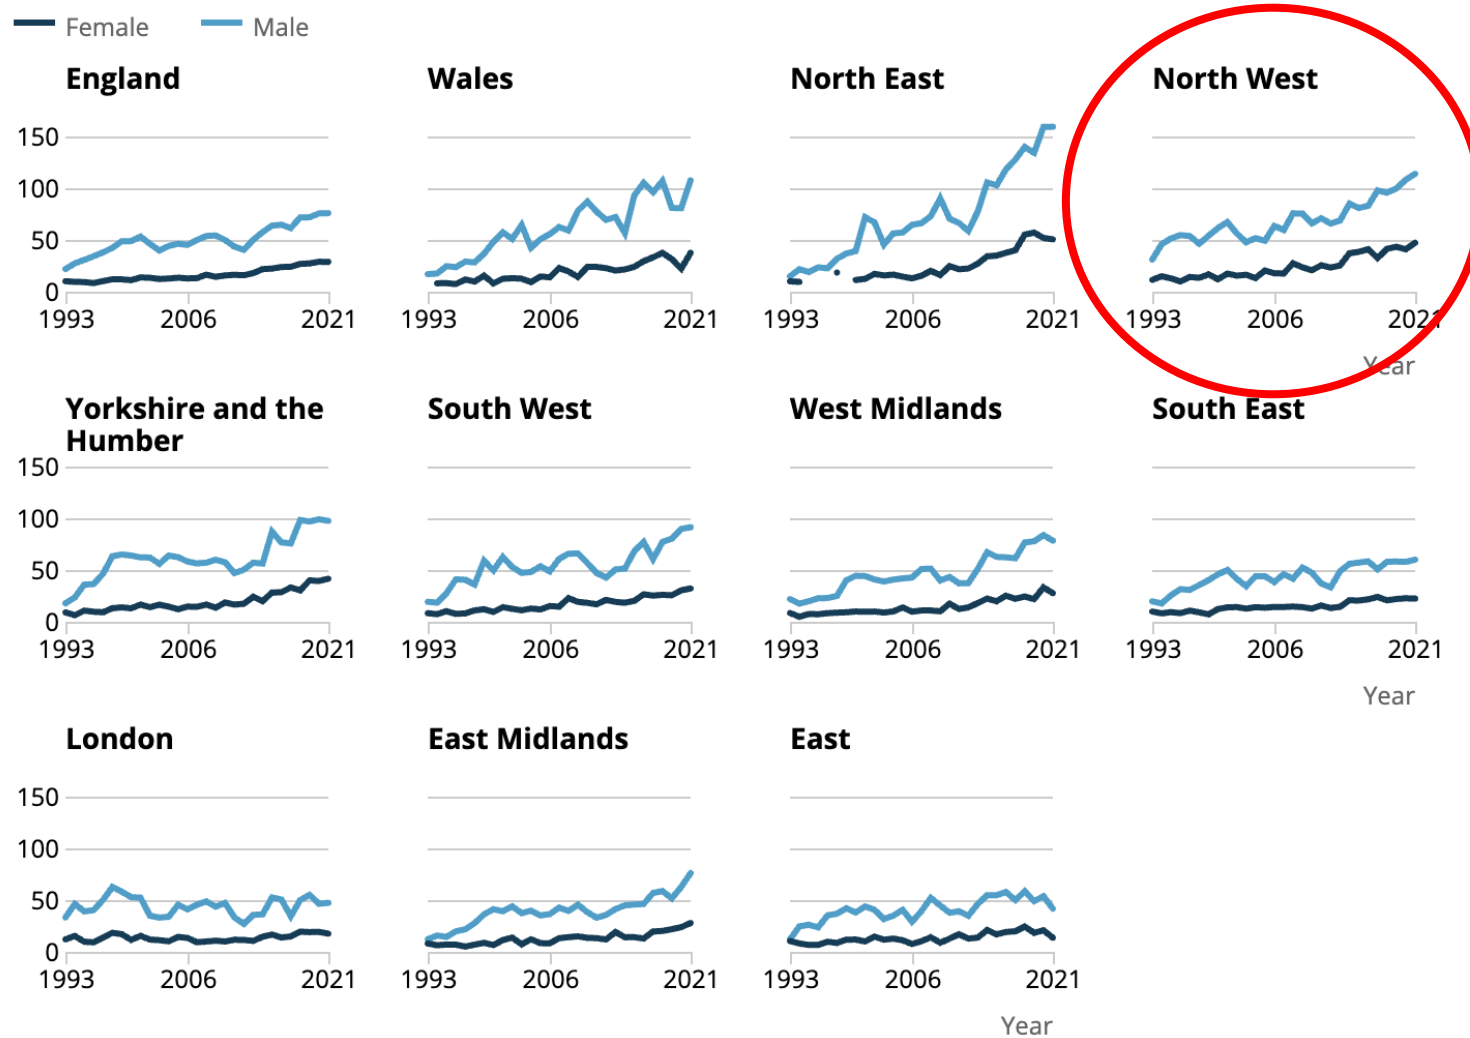 Female Male
England Wales North East North West
150
100
50
0
1993 2006 2021 1993 2006 2021 1993 2006 2021 1993 2006 2021
Year
Yorkshire and the South West West Midlands South East
Humber
150
100
50
0
1993 2006 2021 1993 2006 2021 1993 2006 2021 1993 2006 2021
Year
London East Midlands East
150
100
50
0
1993 2006 2021 1993 2006 2021 1993 2006 2021
Year